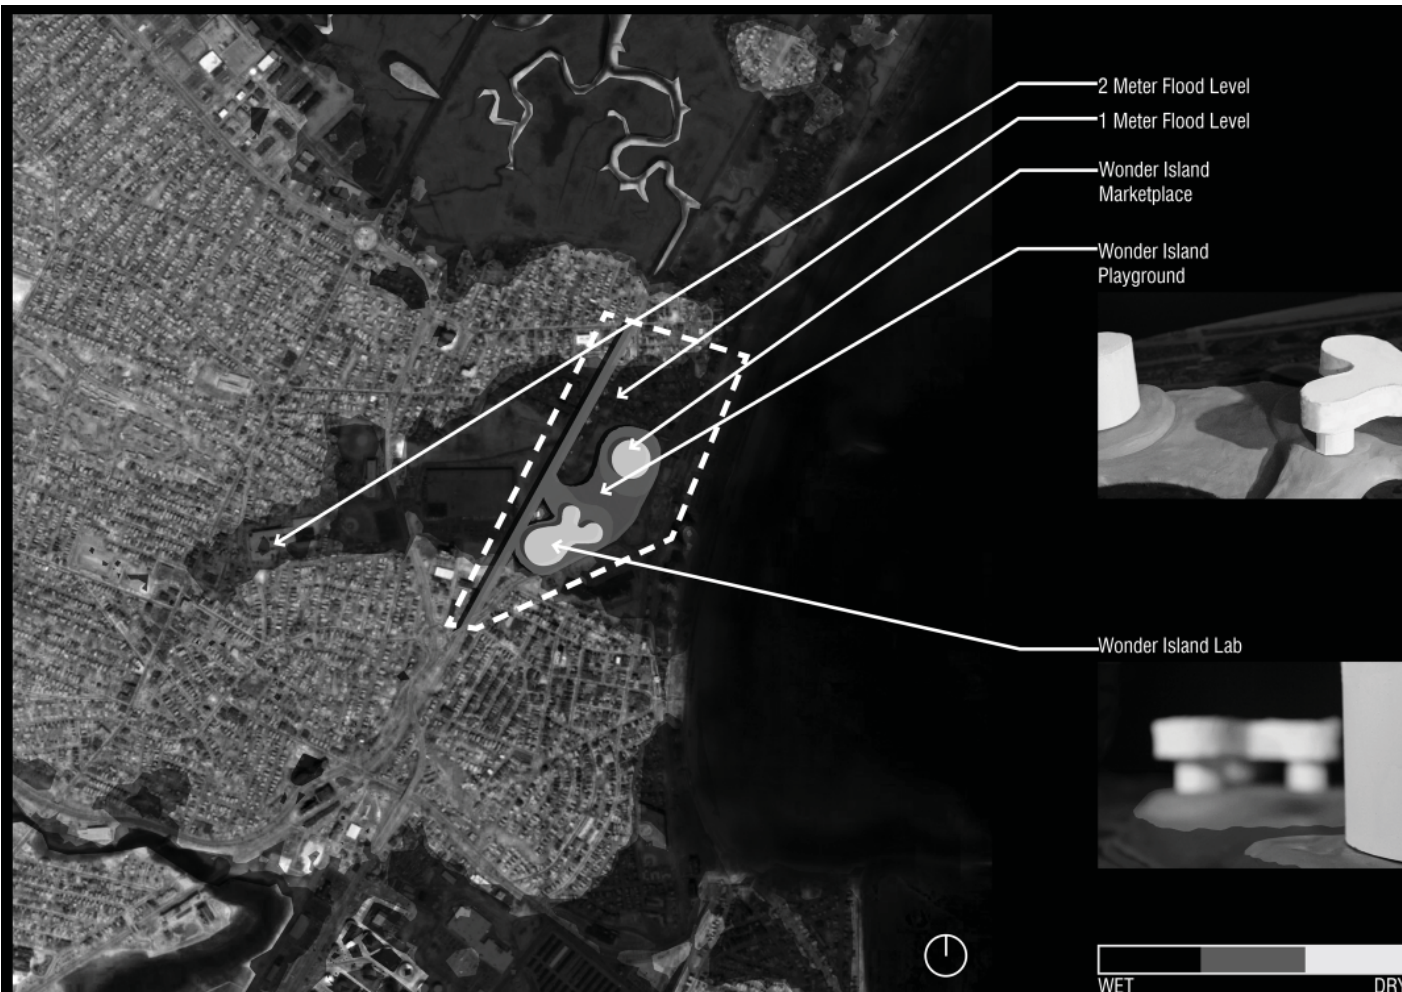 2 Meter Flood Level
1 Meter Flood Level
Wonder Island
Marketplace
Wonder Island
Playground
Wonder Island Lab
WET
DRY